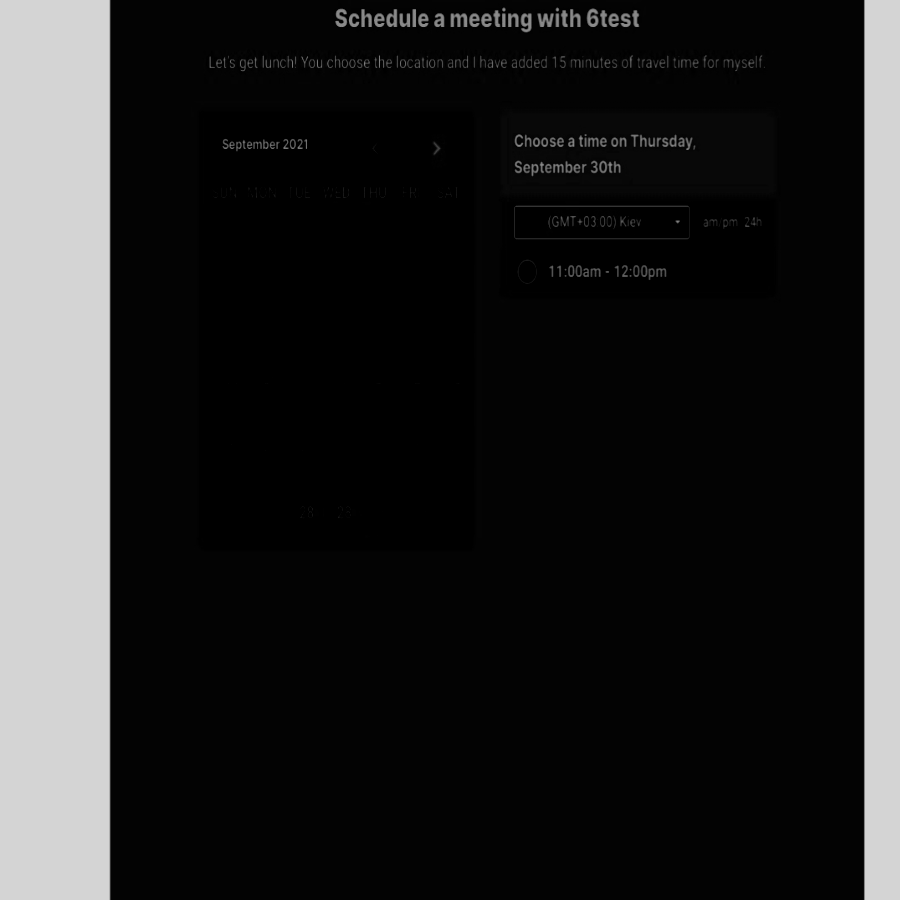 Schedule a meeting with 6test
Let's get lunch! You choose the location and I have added 15 minutes of travel time for myself.
September 2021
SUN MON TUE WED THU FRI SAT
28
Choose a time on Thursday,
September 30th
(GMT+03:00) Kiev
am/pm 24h
11:00am - 12:00pm